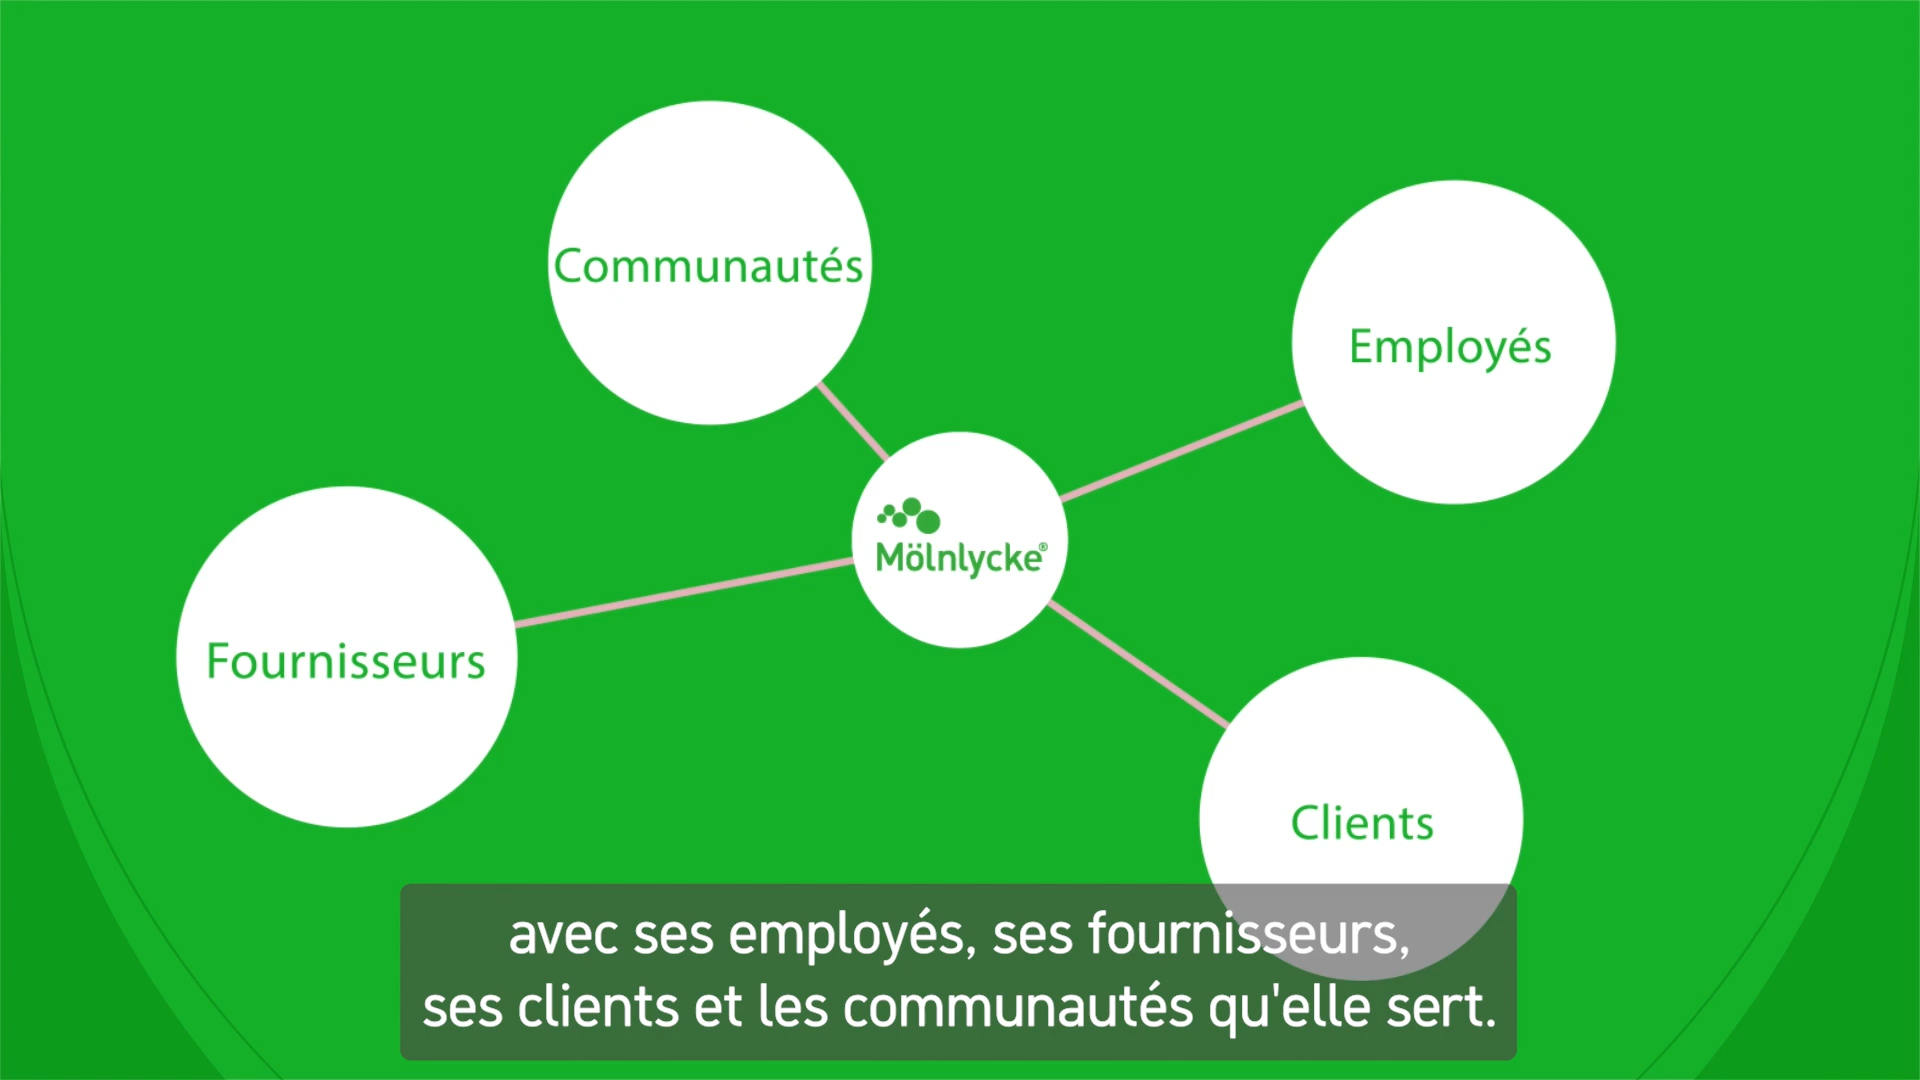 Communautés
Employés
Mölnlycke®
Fournisseurs
Clients
avec ses employés, ses fournisseurs,
ses clients et les communautés qu'elle sert.